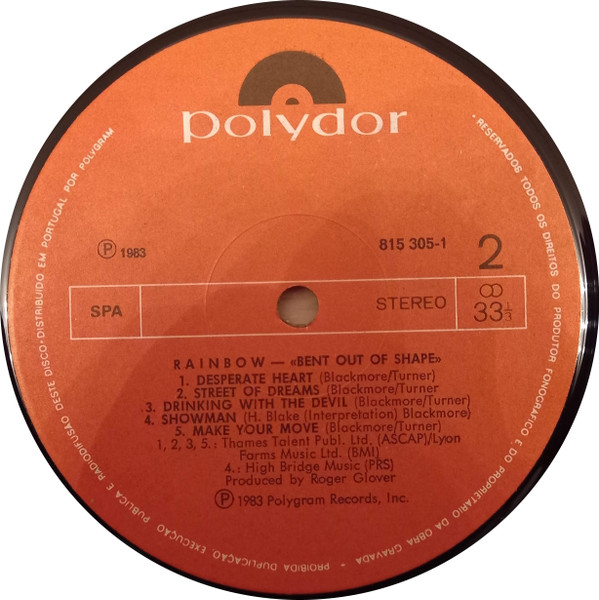 polydor
Ⓟ 1983
815 305-1
2
SPA
STEREO
33⅓
RAINBOW — «BENT OUT OF SHAPE»
1. DESPERATE HEART (Blackmore/Turner)
2. STREET OF DREAMS (Blackmore/Turner
3. DRINKING WITH THE DEVIL (Blackmore/Turner)
4. SHOWMAN (H. Blake (Interpretation) Blackmore)
5. MAKE YOUR MOVE (Blackmore/Turner)
1, 2, 3, 5.: Thames Talent Publ. Ltd. (ASCAP)/Lyon
Farms Music Ltd. (BMI)
4.: High Bridge Music (PRS)
Produced by Roger Glover
Ⓟ 1983 Polygram Records, Inc.
• RESERVADOS TODOS OS DIREITOS DO PRODUTOR FONOGRÁFICO E DO PROPRIETÁRIO DA OBRA GRAVADA • PROIBIDA DUPLICAÇÃO EXECUÇÃO PÚBLICA E RADIODIFUSÃO DESTE DISCO • DISTRIBUIDO EM PORTUGAL POR POLYGRAM